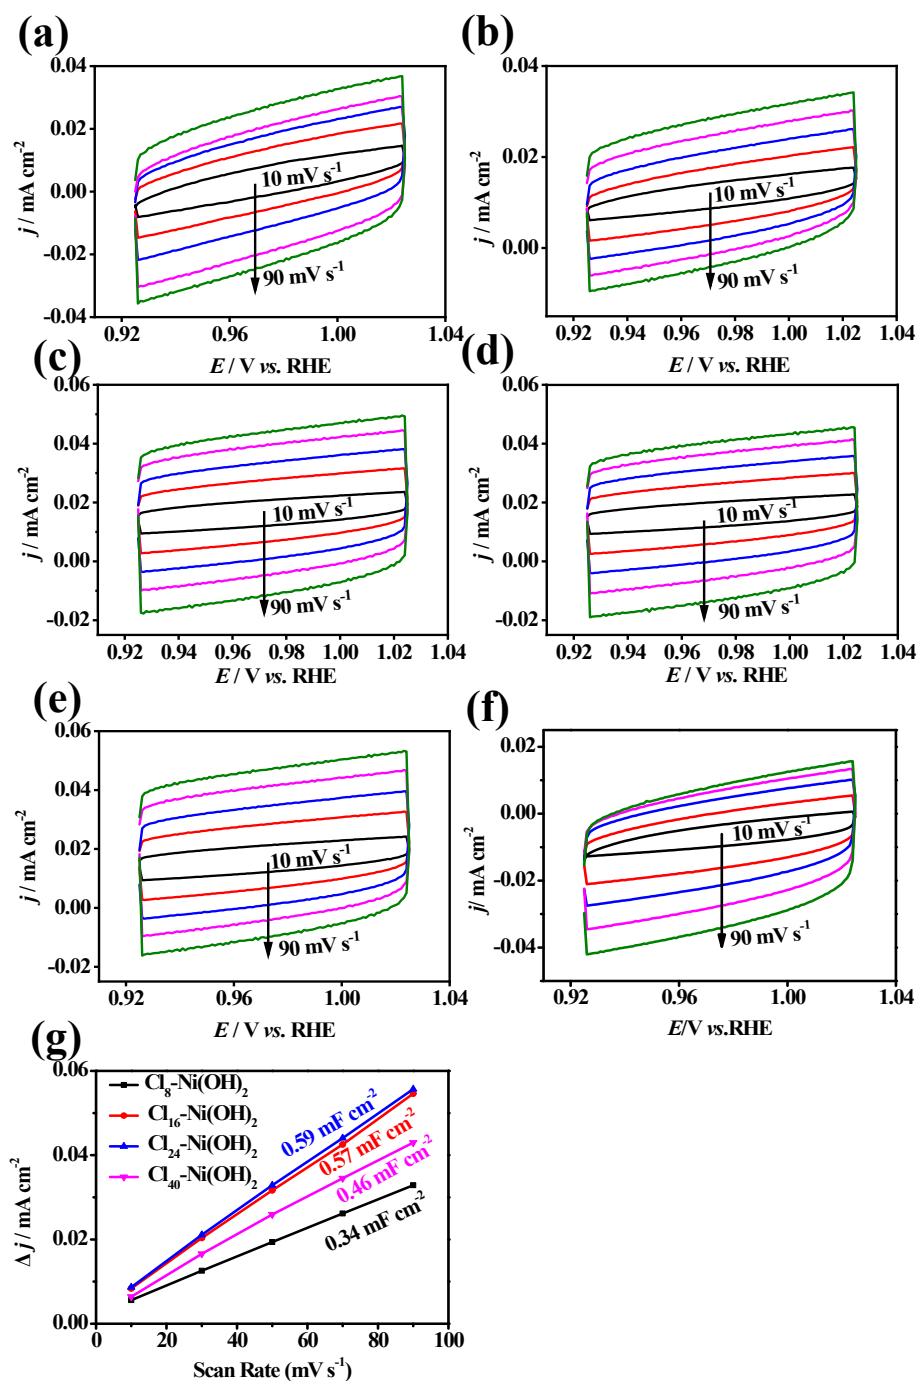 (a)
0.04
0.02
0.00
-0.02
-0.04
j / mA cm-2
10 mV s-1
90 mV s-1
0.92 0.96 1.00 1.04
E / V vs. RHE
(b)
0.04
0.02
0.00
j / mA cm-2
10 mV s-1
90 mV s-1
0.92 0.94 0.96 0.98 1.00 1.02 1.04
E / V vs. RHE
(c)
0.06
0.04
0.02
0.00
-0.02
j / mA cm-2
10 mV s-1
90 mV s-1
0.92 0.94 0.96 0.98 1.00 1.02 1.04
E / V vs. RHE
(d)
0.06
0.04
0.02
0.00
-0.02
j / mA cm-2
10 mV s-1
90 mV s-1
0.92 0.94 0.96 0.98 1.00 1.02 1.04
E / V vs. RHE
(e)
0.06
0.04
0.02
0.00
-0.02
j / mA cm-2
10 mV s-1
90 mV s-1
0.92 0.96 1.00 1.04
E / V vs. RHE
(f)
0.02
0.00
-0.02
-0.04
j/ mA cm-2
10 mV s-1
90 mV s-1
0.92 0.96 1.00 1.04
E/V vs.RHE
(g)
0.06
0.04
0.02
0.00
Δ j / mA cm-2
Cl8-Ni(OH)2
Cl16-Ni(OH)2
Cl24-Ni(OH)2
Cl40-Ni(OH)2
0.59 mF cm-2
0.57 mF cm-2
0.46 mF cm-2
0.34 mF cm-2
0 20 40 60 80 100
Scan Rate (mV s-1)